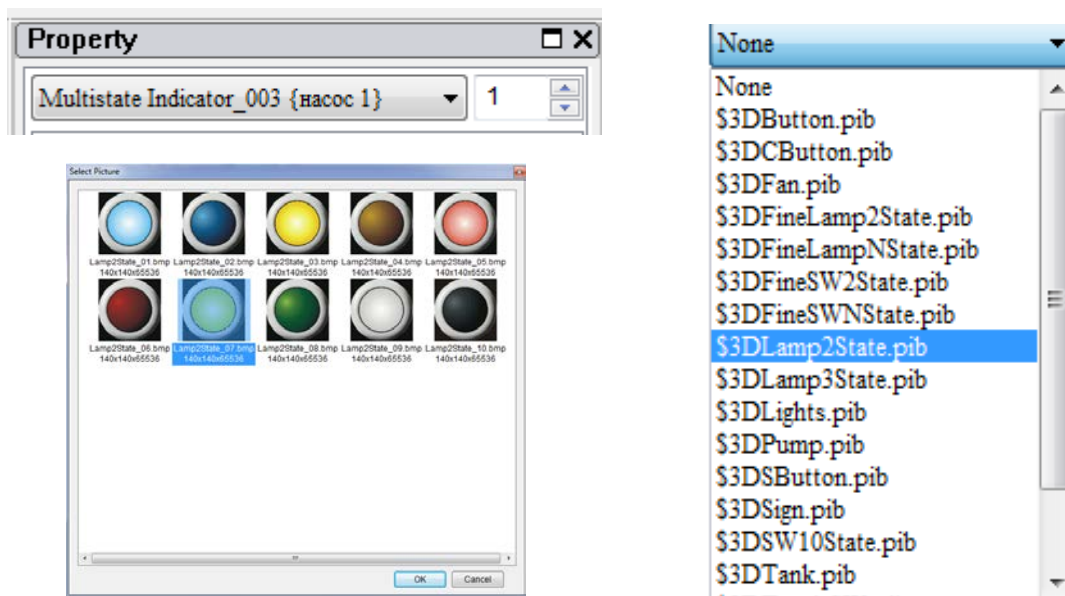 Property
Multistate Indicator_003 {насос 1}
1
Select Picture
Lamp2State_01.bmp Lamp2State_02.bmp Lamp2State_03.bmp Lamp2State_04.bmp Lamp2State_05.bmp
140x140x65536 140x140x65536 140x140x65536 140x140x65536 140x140x65536
Lamp2State_06.bmp Lamp2State_07.bmp Lamp2State_08.bmp Lamp2State_09.bmp Lamp2State_10.bmp
140x140x65536 140x140x65536 140x140x65536 140x140x65536 140x140x65536
OK Cancel
None
None
$3DButton.pib
$3DCButton.pib
$3DFan.pib
$3DFineLamp2State.pib
$3DFineLampNState.pib
$3DFineSW2State.pib
$3DFineSWNState.pib
$3DLamp2State.pib
$3DLamp3State.pib
$3DLights.pib
$3DPump.pib
$3DSButton.pib
$3DSign.pib
$3DSW10State.pib
$3DTank.pib